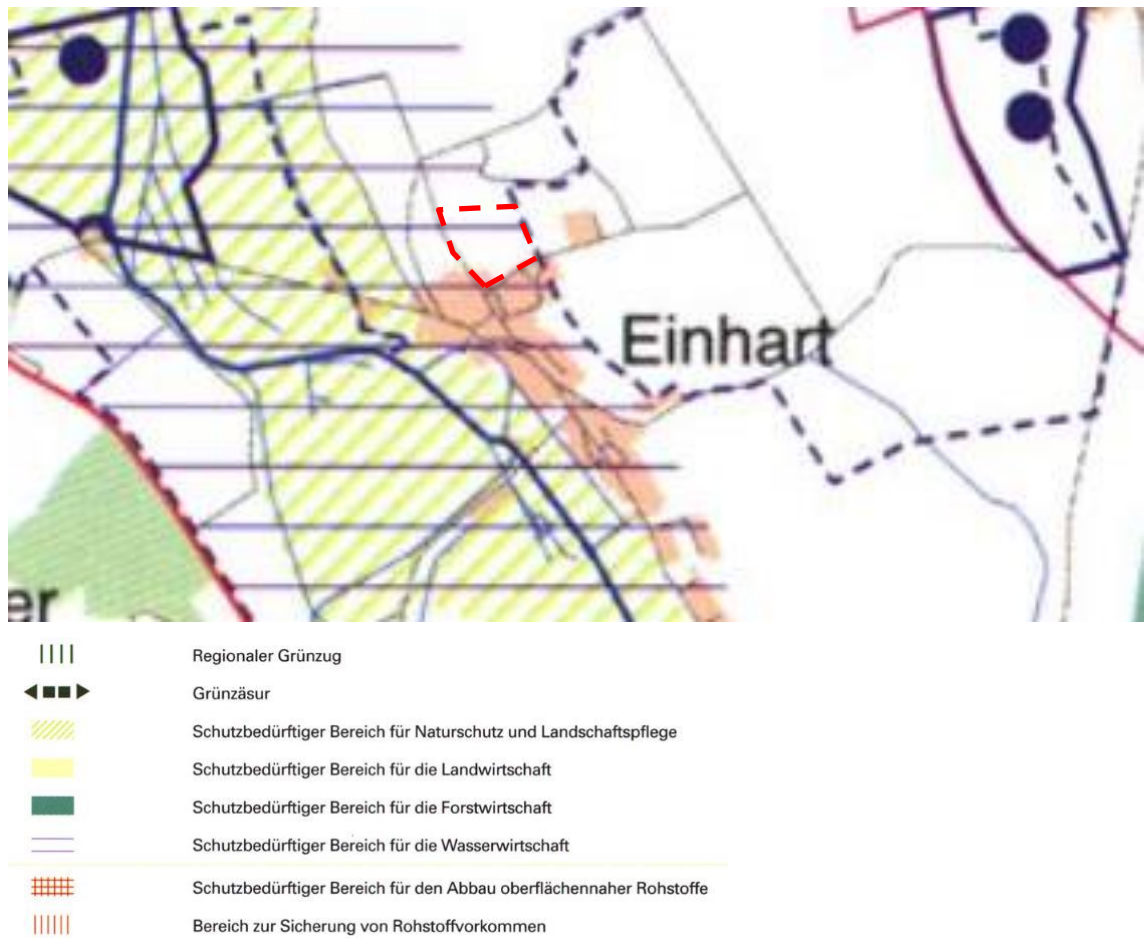 Einhart
er
Regionaler Grünzug
Grünzäsur
Schutzbedürftiger Bereich für Naturschutz und Landschaftspflege
Schutzbedürftiger Bereich für die Landwirtschaft
Schutzbedürftiger Bereich für die Forstwirtschaft
Schutzbedürftiger Bereich für die Wasserwirtschaft
Schutzbedürftiger Bereich für den Abbau oberflächennaher Rohstoffe
Bereich zur Sicherung von Rohstoffvorkommen